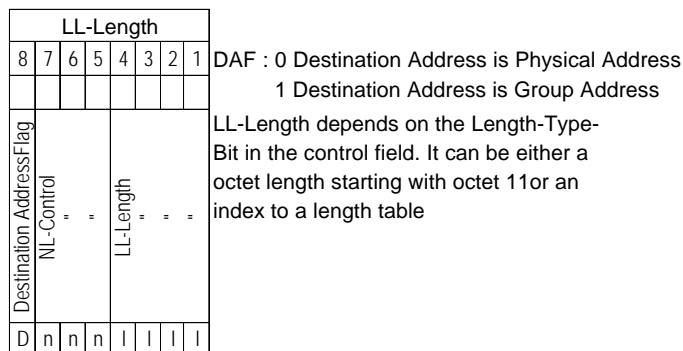 LL-Length
8 7 6 5 4 3 2 1
DAF : 0 Destination Address is Physical Address
1 Destination Address is Group Address
LL-Length depends on the Length-Type-
Bit in the control field. It can be either a
octet length starting with octet 11or an
index to a length table
Destination AddressFlag
NL-Control
" "
LL-Length
" " "
D n n n l l l l